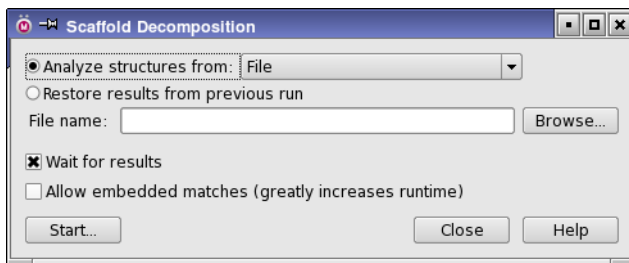 Scaffold Decomposition
Analyze structures from: File
Restore results from previous run
File name: Browse...
Wait for results
Allow embedded matches (greatly increases runtime)
Start... Close Help